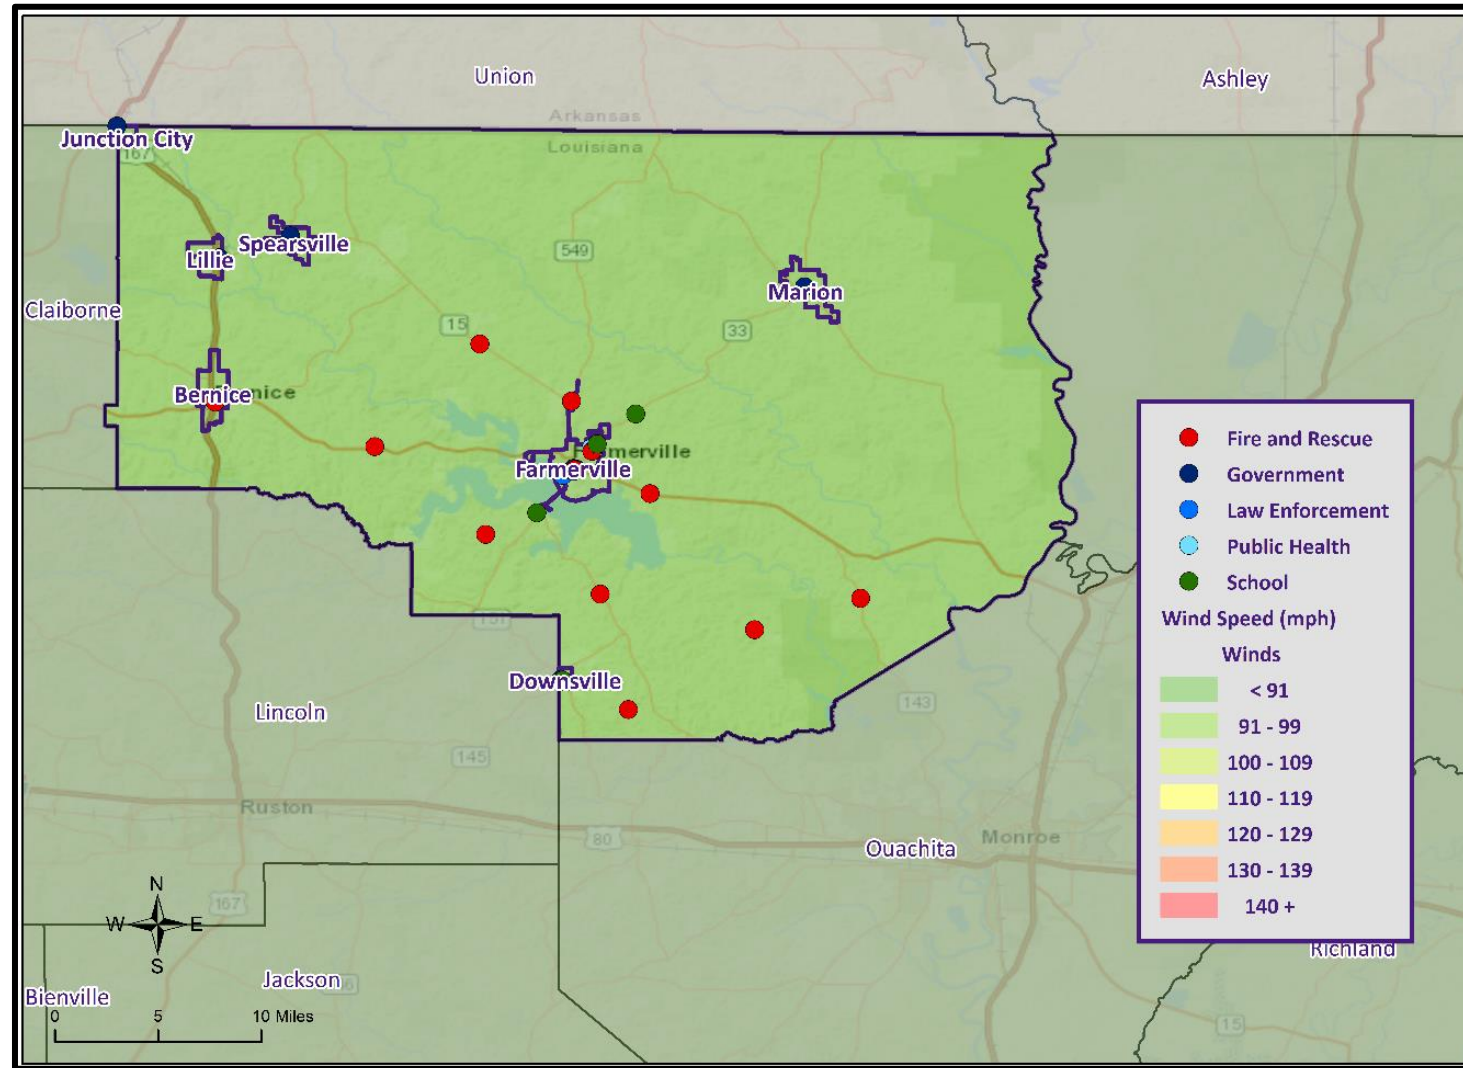 Union
Ashley
Arkansas
Louisiana
Junction City
167
Spearsville
Lillie
549
Marion
Claiborne
15
33
Bernice
Farmerville
Farmerville
Downsville
151
143
Lincoln
145
Ruston
80
Ouachita
Monroe
167
Jackson
Bienville
Richland
15
N
W
E
S
0
5
10 Miles
Fire and Rescue
Government
Law Enforcement
Public Health
School
Wind Speed (mph)
Winds
< 91
91 - 99
100 - 109
110 - 119
120 - 129
130 - 139
140 +